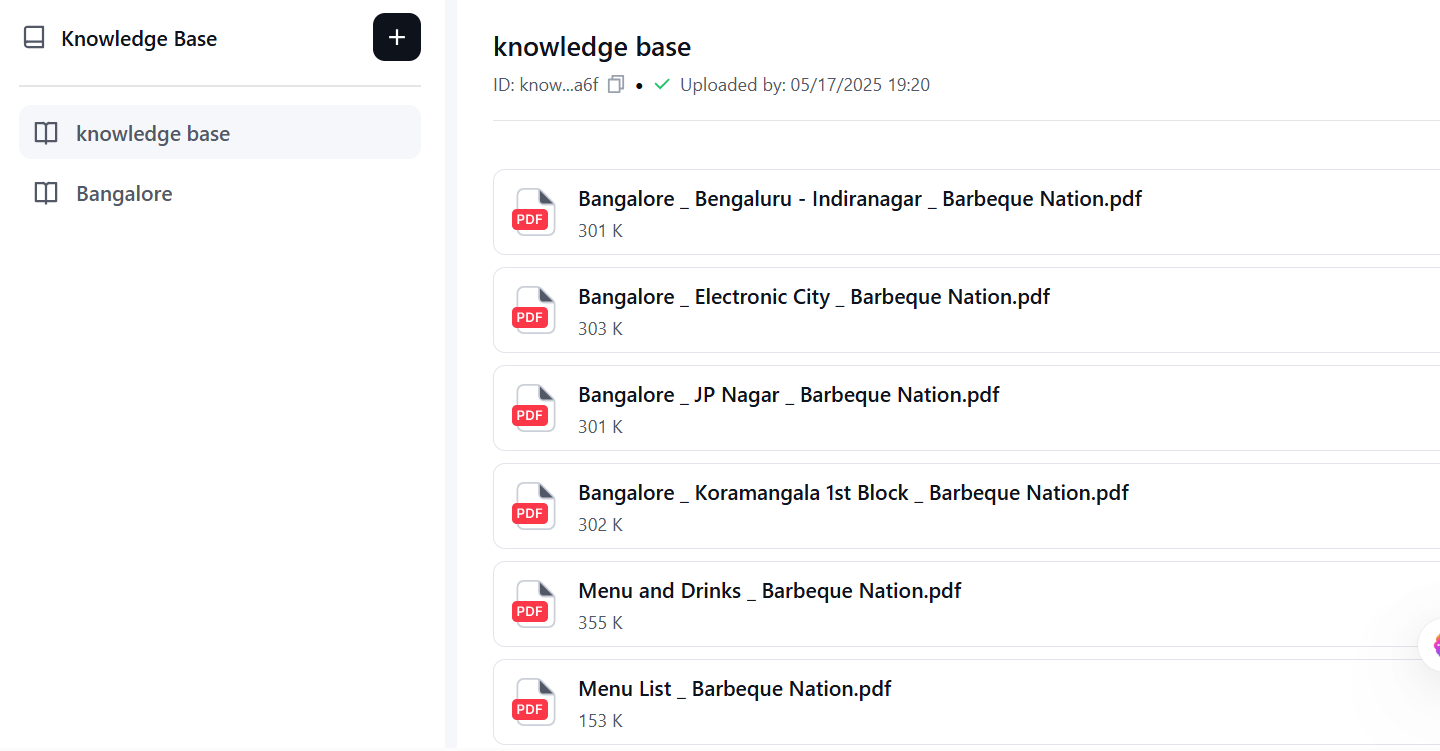 Knowledge Base
knowledge base
Bangalore
knowledge base
ID: know...a6f • Uploaded by: 05/17/2025 19:20
PDF
Bangalore _ Bengaluru - Indiranagar _ Barbeque Nation.pdf
301 K
PDF
Bangalore _ Electronic City _ Barbeque Nation.pdf
303 K
PDF
Bangalore _ JP Nagar _ Barbeque Nation.pdf
301 K
PDF
Bangalore _ Koramangala 1st Block _ Barbeque Nation.pdf
302 K
PDF
Menu and Drinks _ Barbeque Nation.pdf
355 K
PDF
Menu List _ Barbeque Nation.pdf
153 K